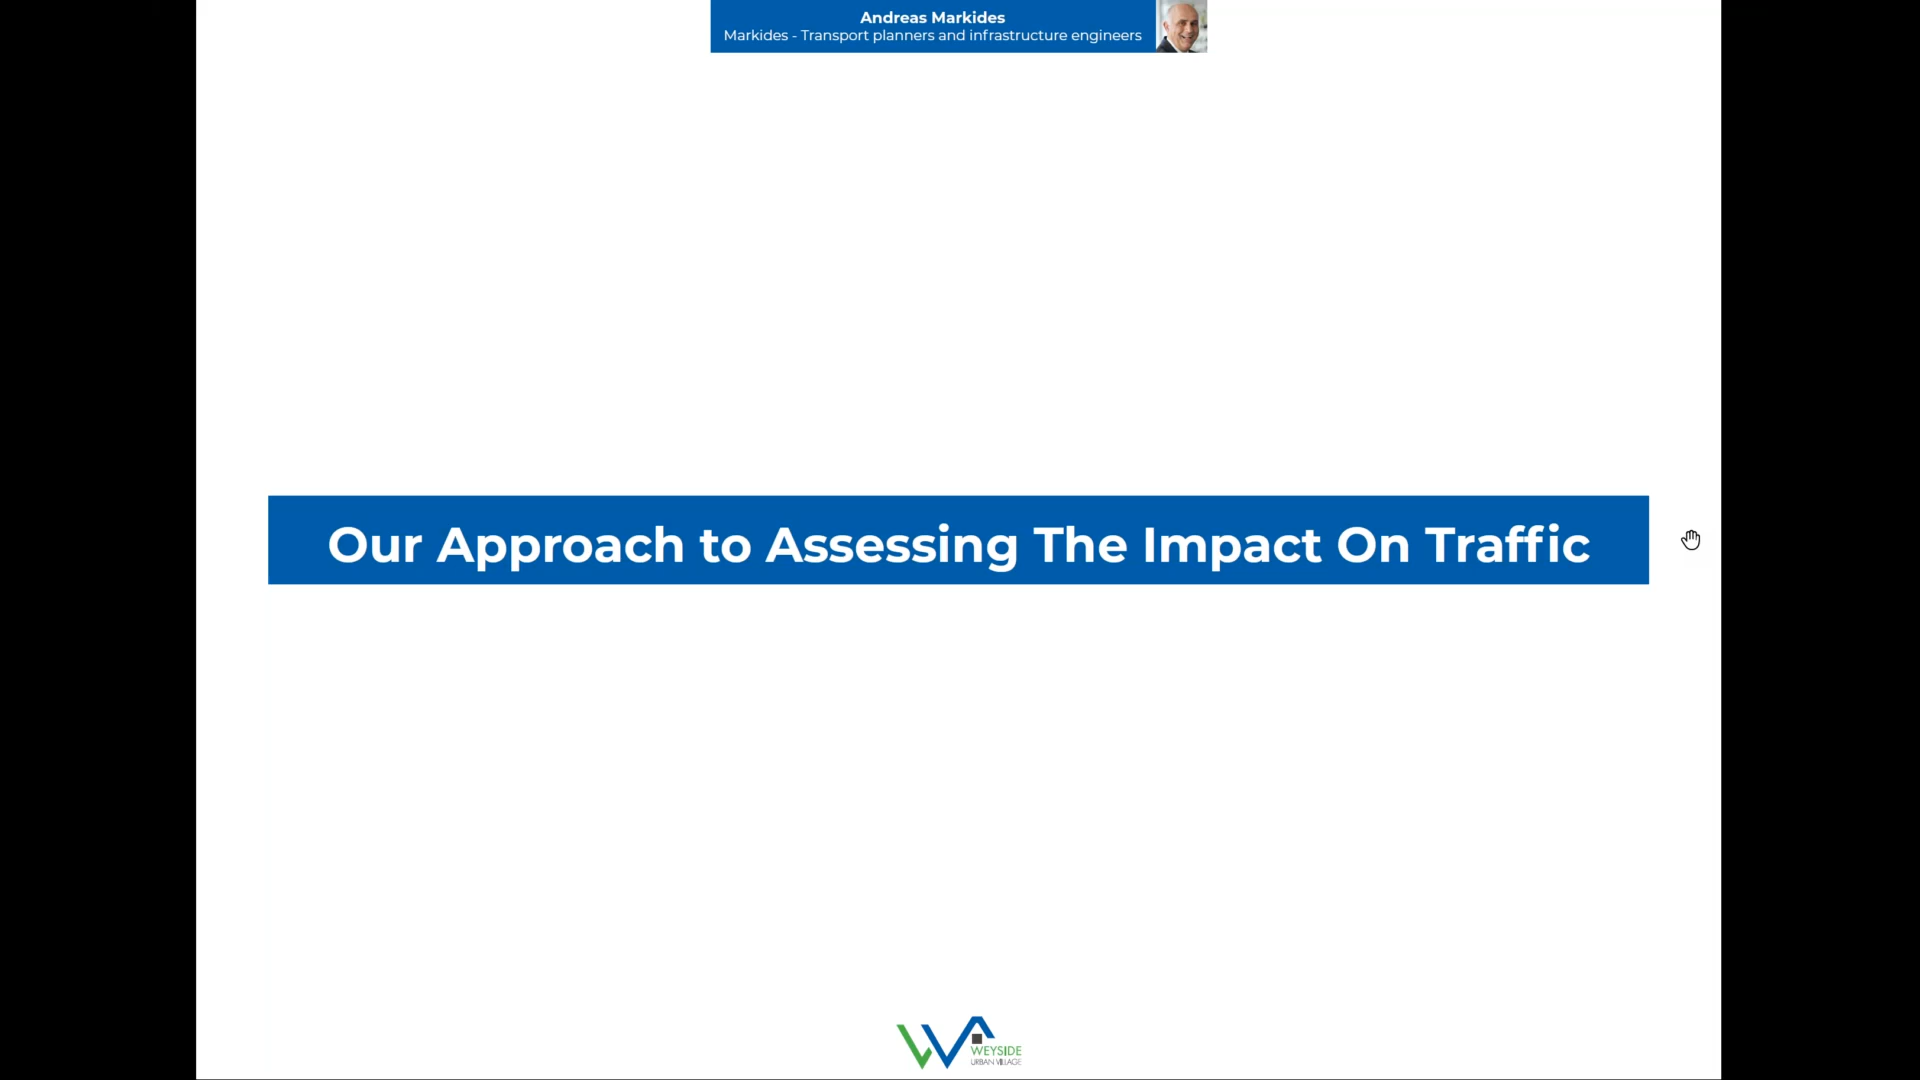 Andreas Markides
Markides - Transport planners and infrastructure engineers
Our Approach to Assessing The Impact On Traffic
WEYSIDE
URBAN VILLAGE